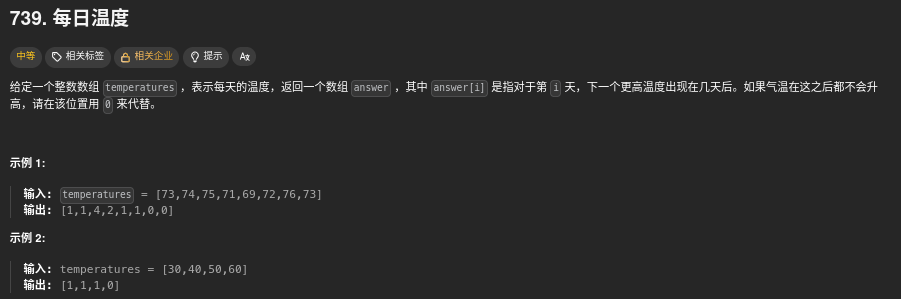 739. 每日温度
中等 相关标签 相关企业 提示 A文
给定一个整数数组 temperatures ，表示每天的温度，返回一个数组 answer ，其中 answer[i] 是指对于第 i 天，下一个更高温度出现在几天后。如果气温在这之后都不会升
高，请在该位置用 0 来代替。
示例 1:
输入: temperatures = [73,74,75,71,69,72,76,73]
输出: [1,1,4,2,1,1,0,0]
示例 2:
输入: temperatures = [30,40,50,60]
输出: [1,1,1,0]